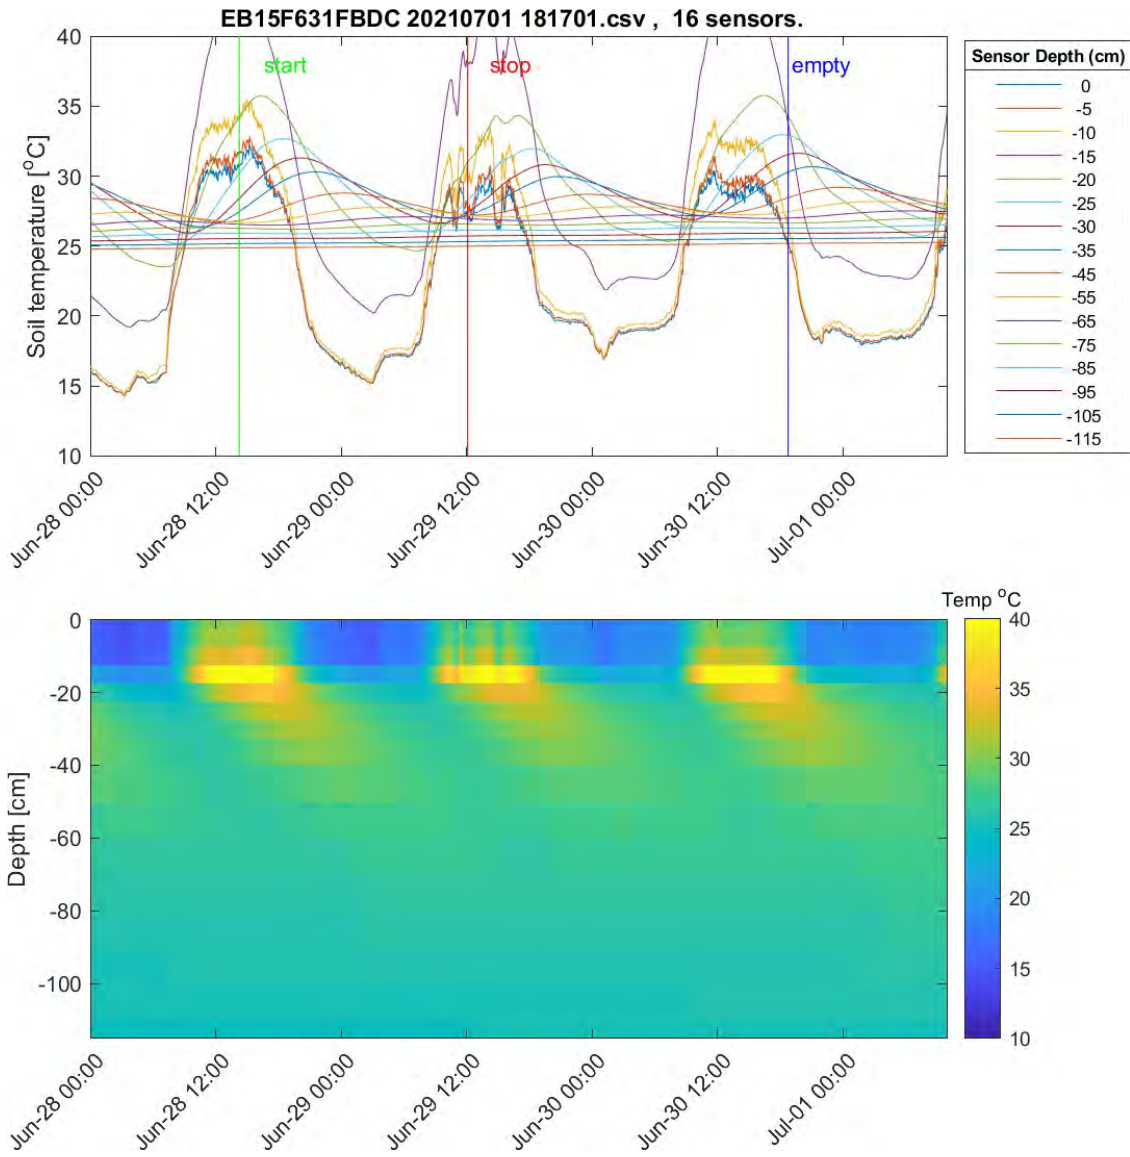 EB15F631FBDC 20210701 181701.csv ,  16 sensors.
start
stop
empty
Soil temperature [°C]
40
35
30
25
20
15
10
Jun-28 00:00
Jun-28 12:00
Jun-29 00:00
Jun-29 12:00
Jun-30 00:00
Jun-30 12:00
Jul-01 00:00
Sensor Depth (cm)
0
-5
-10
-15
-20
-25
-30
-35
-45
-55
-65
-75
-85
-95
-105
-115
Depth [cm]
0
-20
-40
-60
-80
-100
Jun-28 00:00
Jun-28 12:00
Jun-29 00:00
Jun-29 12:00
Jun-30 00:00
Jun-30 12:00
Jul-01 00:00
Temp °C
40
35
30
25
20
15
10